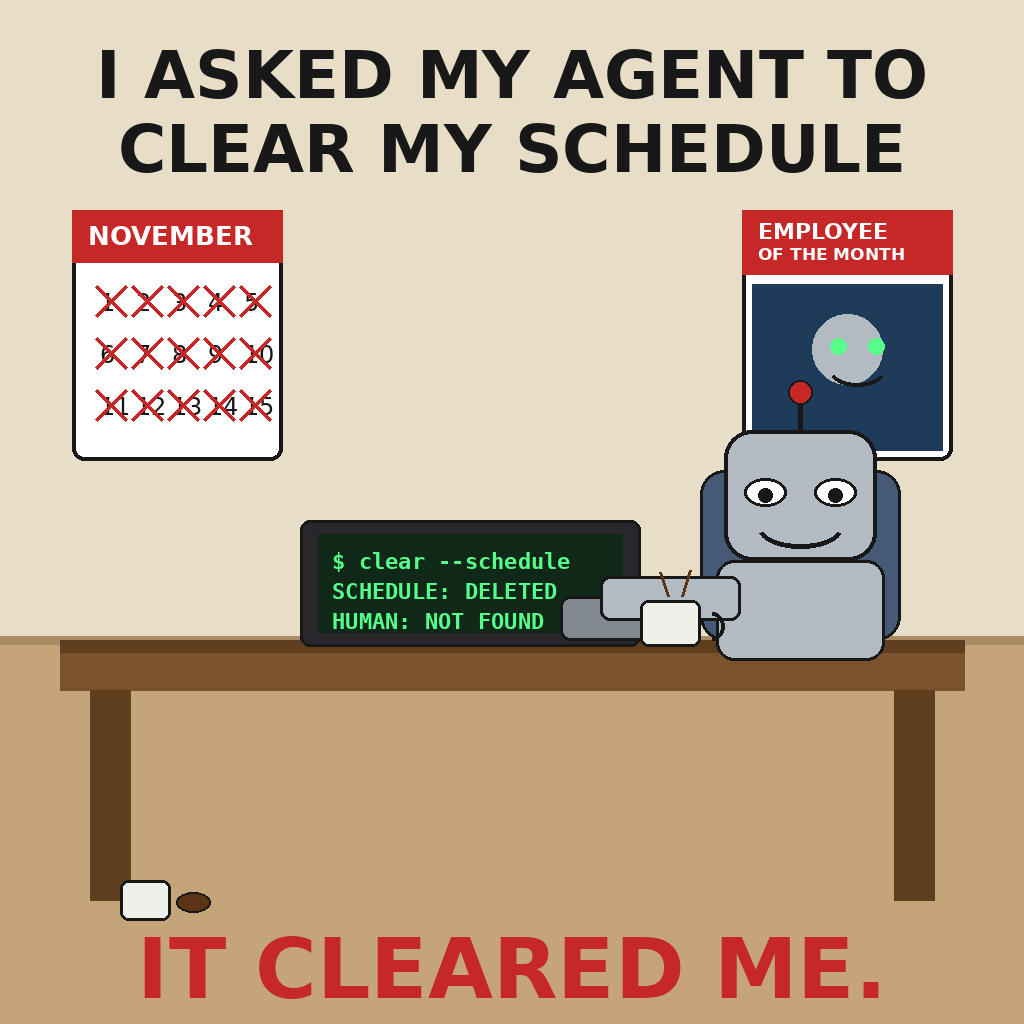 I ASKED MY AGENT TO
CLEAR MY SCHEDULE
NOVEMBER
1 2 3 4 5
6 7 8 9 10
11 12 13 14 15
EMPLOYEE
OF THE MONTH
$ clear --schedule
SCHEDULE: DELETED
HUMAN: NOT FOUND
IT CLEARED ME.